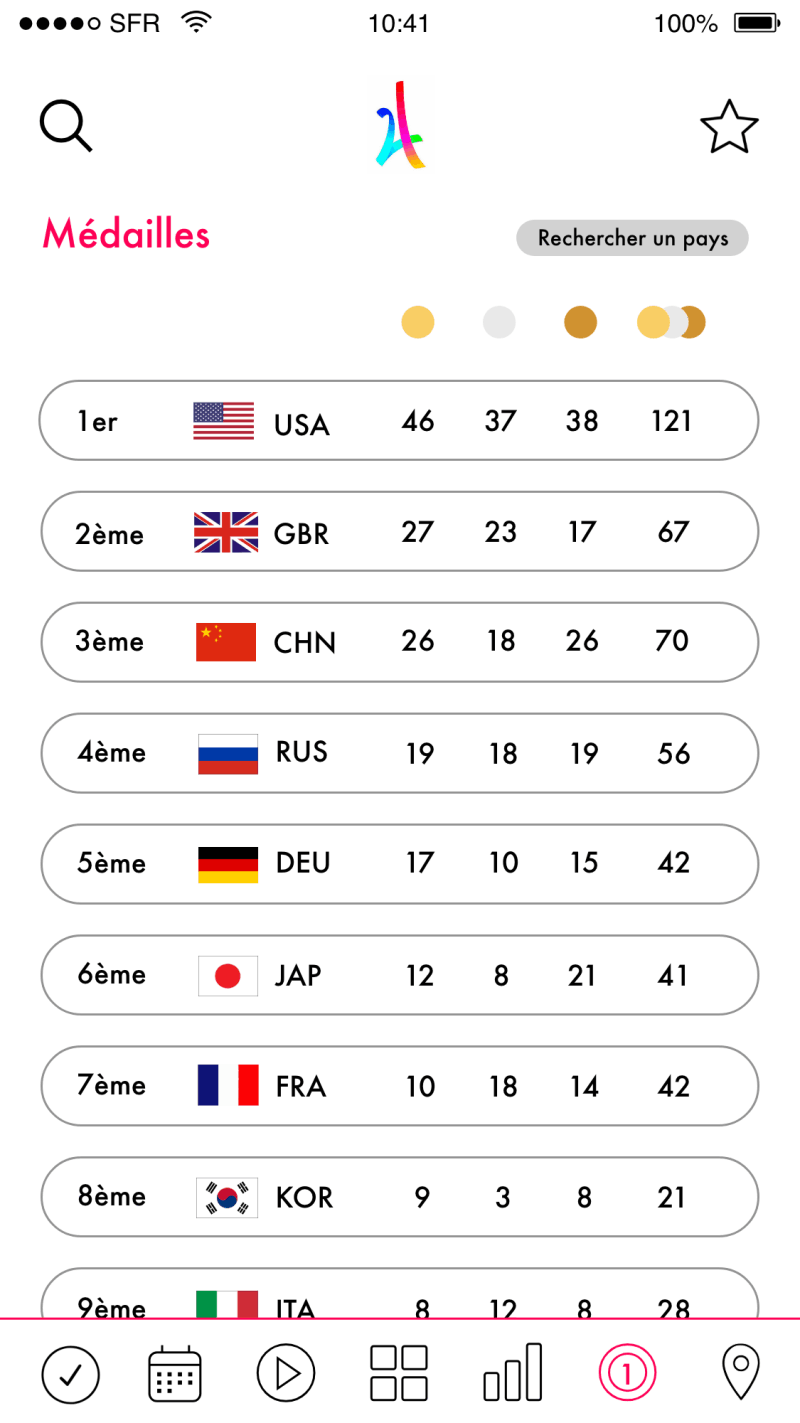 SFR 10:41 100%
Médailles
Rechercher un pays
1er USA 46 37 38 121
2ème GBR 27 23 17 67
3ème CHN 26 18 26 70
4ème RUS 19 18 19 56
5ème DEU 17 10 15 42
6ème JAP 12 8 21 41
7ème FRA 10 18 14 42
8ème KOR 9 3 8 21
9ème ITA 8 12 8 28
1